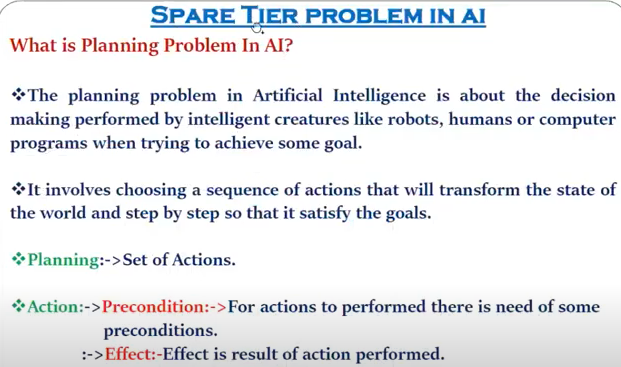 SPARE TIER PROBLEM IN AI
What is Planning Problem In AI?
❖The planning problem in Artificial Intelligence is about the decision
making performed by intelligent creatures like robots, humans or computer
programs when trying to achieve some goal.
❖It involves choosing a sequence of actions that will transform the state of
the world and step by step so that it satisfy the goals.
❖Planning:->Set of Actions.
❖Action:->Precondition:->For actions to performed there is need of some
preconditions.
:->Effect:-Effect is result of action performed.